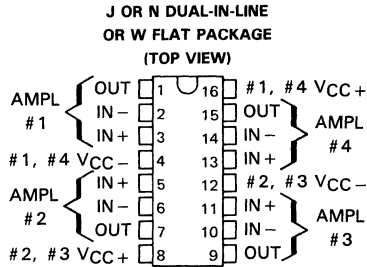 J OR N DUAL-IN-LINE
OR W FLAT PACKAGE
(TOP VIEW)
AMPL #1
OUT 1 16 #1, #4 VCC+
IN− 2 15 OUT
IN+ 3 14 IN−
AMPL #4
#1, #4 VCC− 4 13 IN+
AMPL #2
IN+ 5 12 #2, #3 VCC−
IN− 6 11 IN+
OUT 7 10 IN−
AMPL #3
#2, #3 VCC+ 8 9 OUT